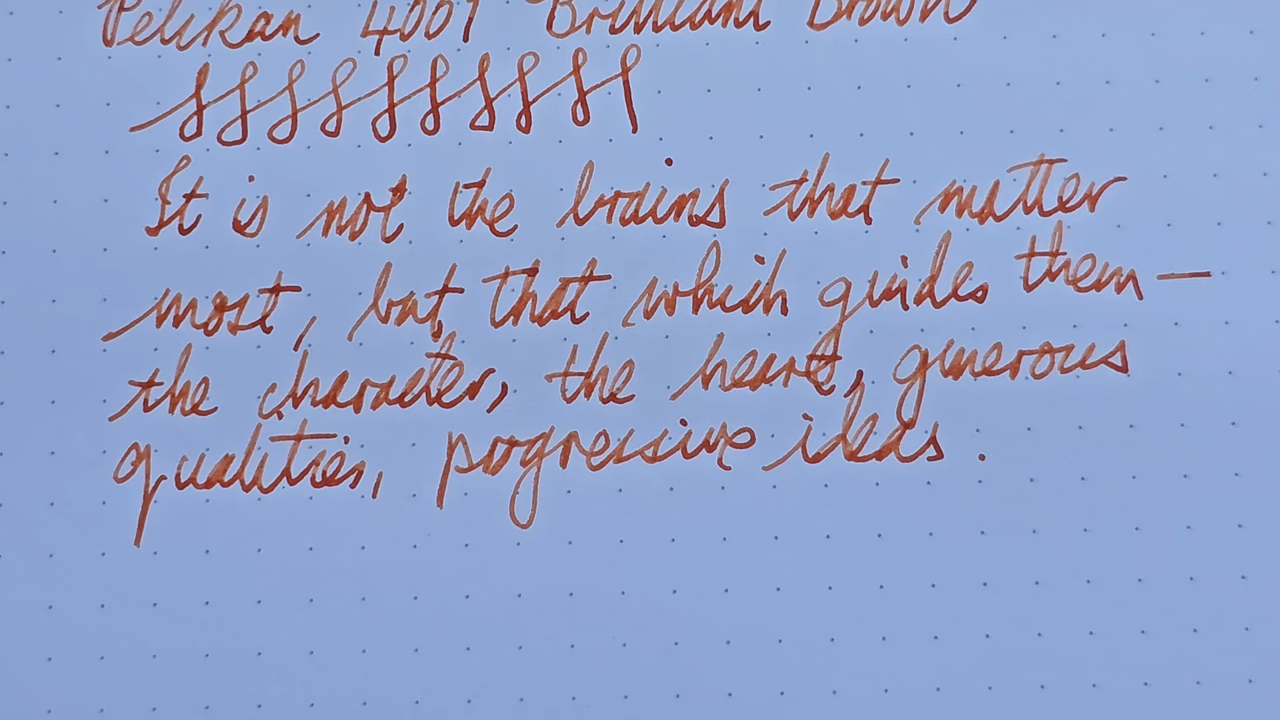 Pelikan 4001 Brilliant Brown
It is not the brains that matter
most, but that which guides them —
the character, the heart, generous
qualities, progressive ideas.